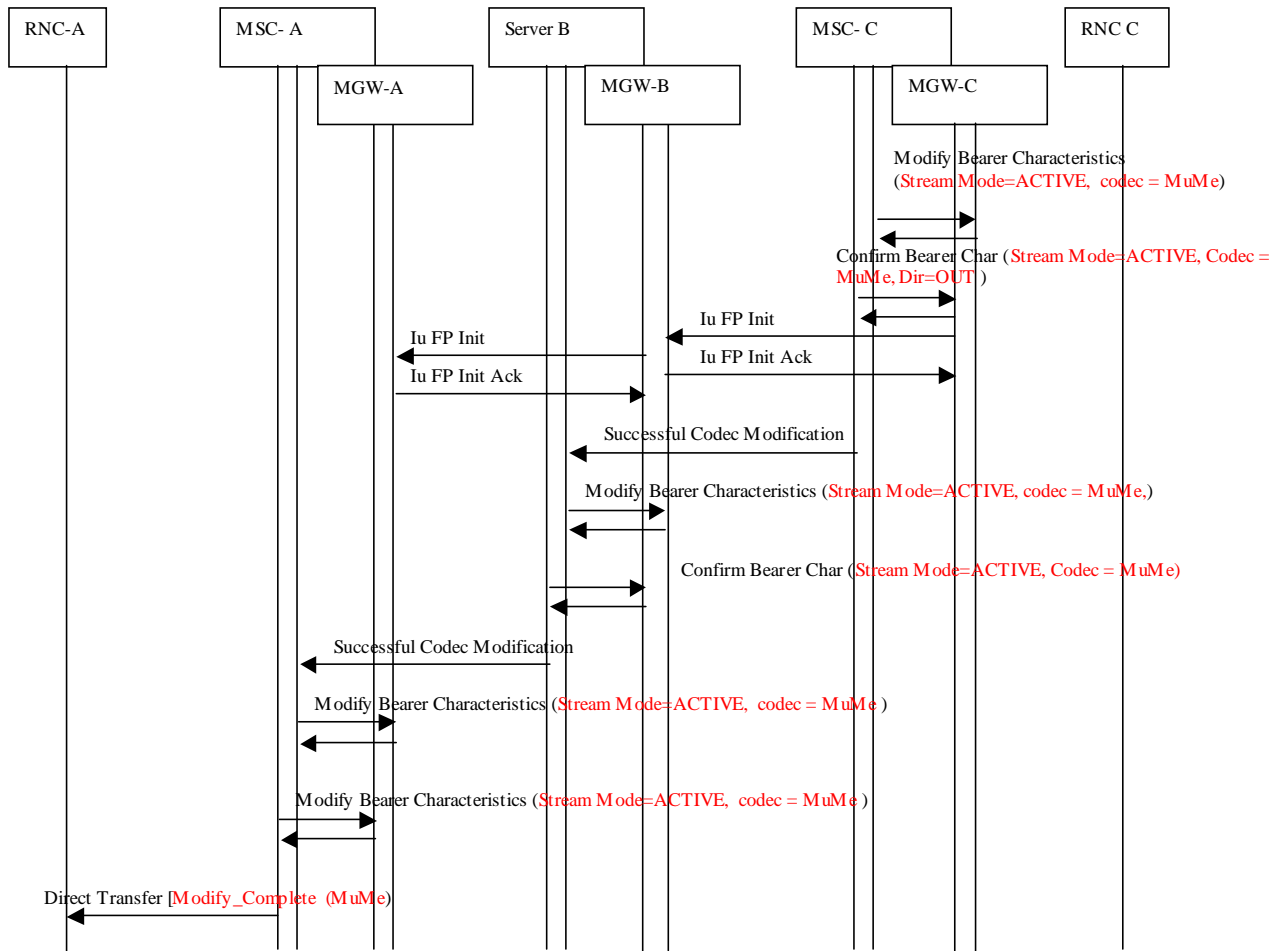 RNC-A
MSC- A
Server B
MSC- C
RNC C
MGW-A
MGW-B
MGW-C
Modify Bearer Characteristics
(Stream Mode=ACTIVE, codec = MuMe)
Confirm Bearer Char (Stream Mode=ACTIVE, Codec =
MuMe, Dir=OUT )
Iu FP Init
Iu FP Init
Iu FP Init Ack
Iu FP Init Ack
Successful Codec Modification
Modify Bearer Characteristics (Stream Mode=ACTIVE, codec = MuMe,)
Confirm Bearer Char (Stream Mode=ACTIVE, Codec = MuMe)
Successful Codec Modification
Modify Bearer Characteristics (Stream Mode=ACTIVE, codec = MuMe )
Modify Bearer Characteristics (Stream Mode=ACTIVE, codec = MuMe )
Direct Transfer [Modify_Complete (MuMe)